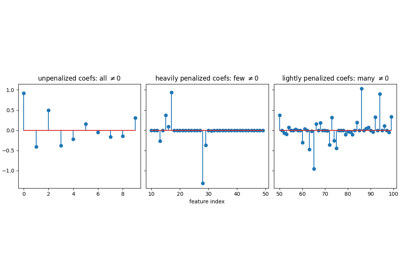 unpenalized coefs: all ≠0
heavily penalized coefs: few ≠0
lightly penalized coefs: many ≠0
1.0
0.5
0.0
−0.5
−1.0
0 2 4 6 8
10 20 30 40 50
50 60 70 80 90 100
feature index